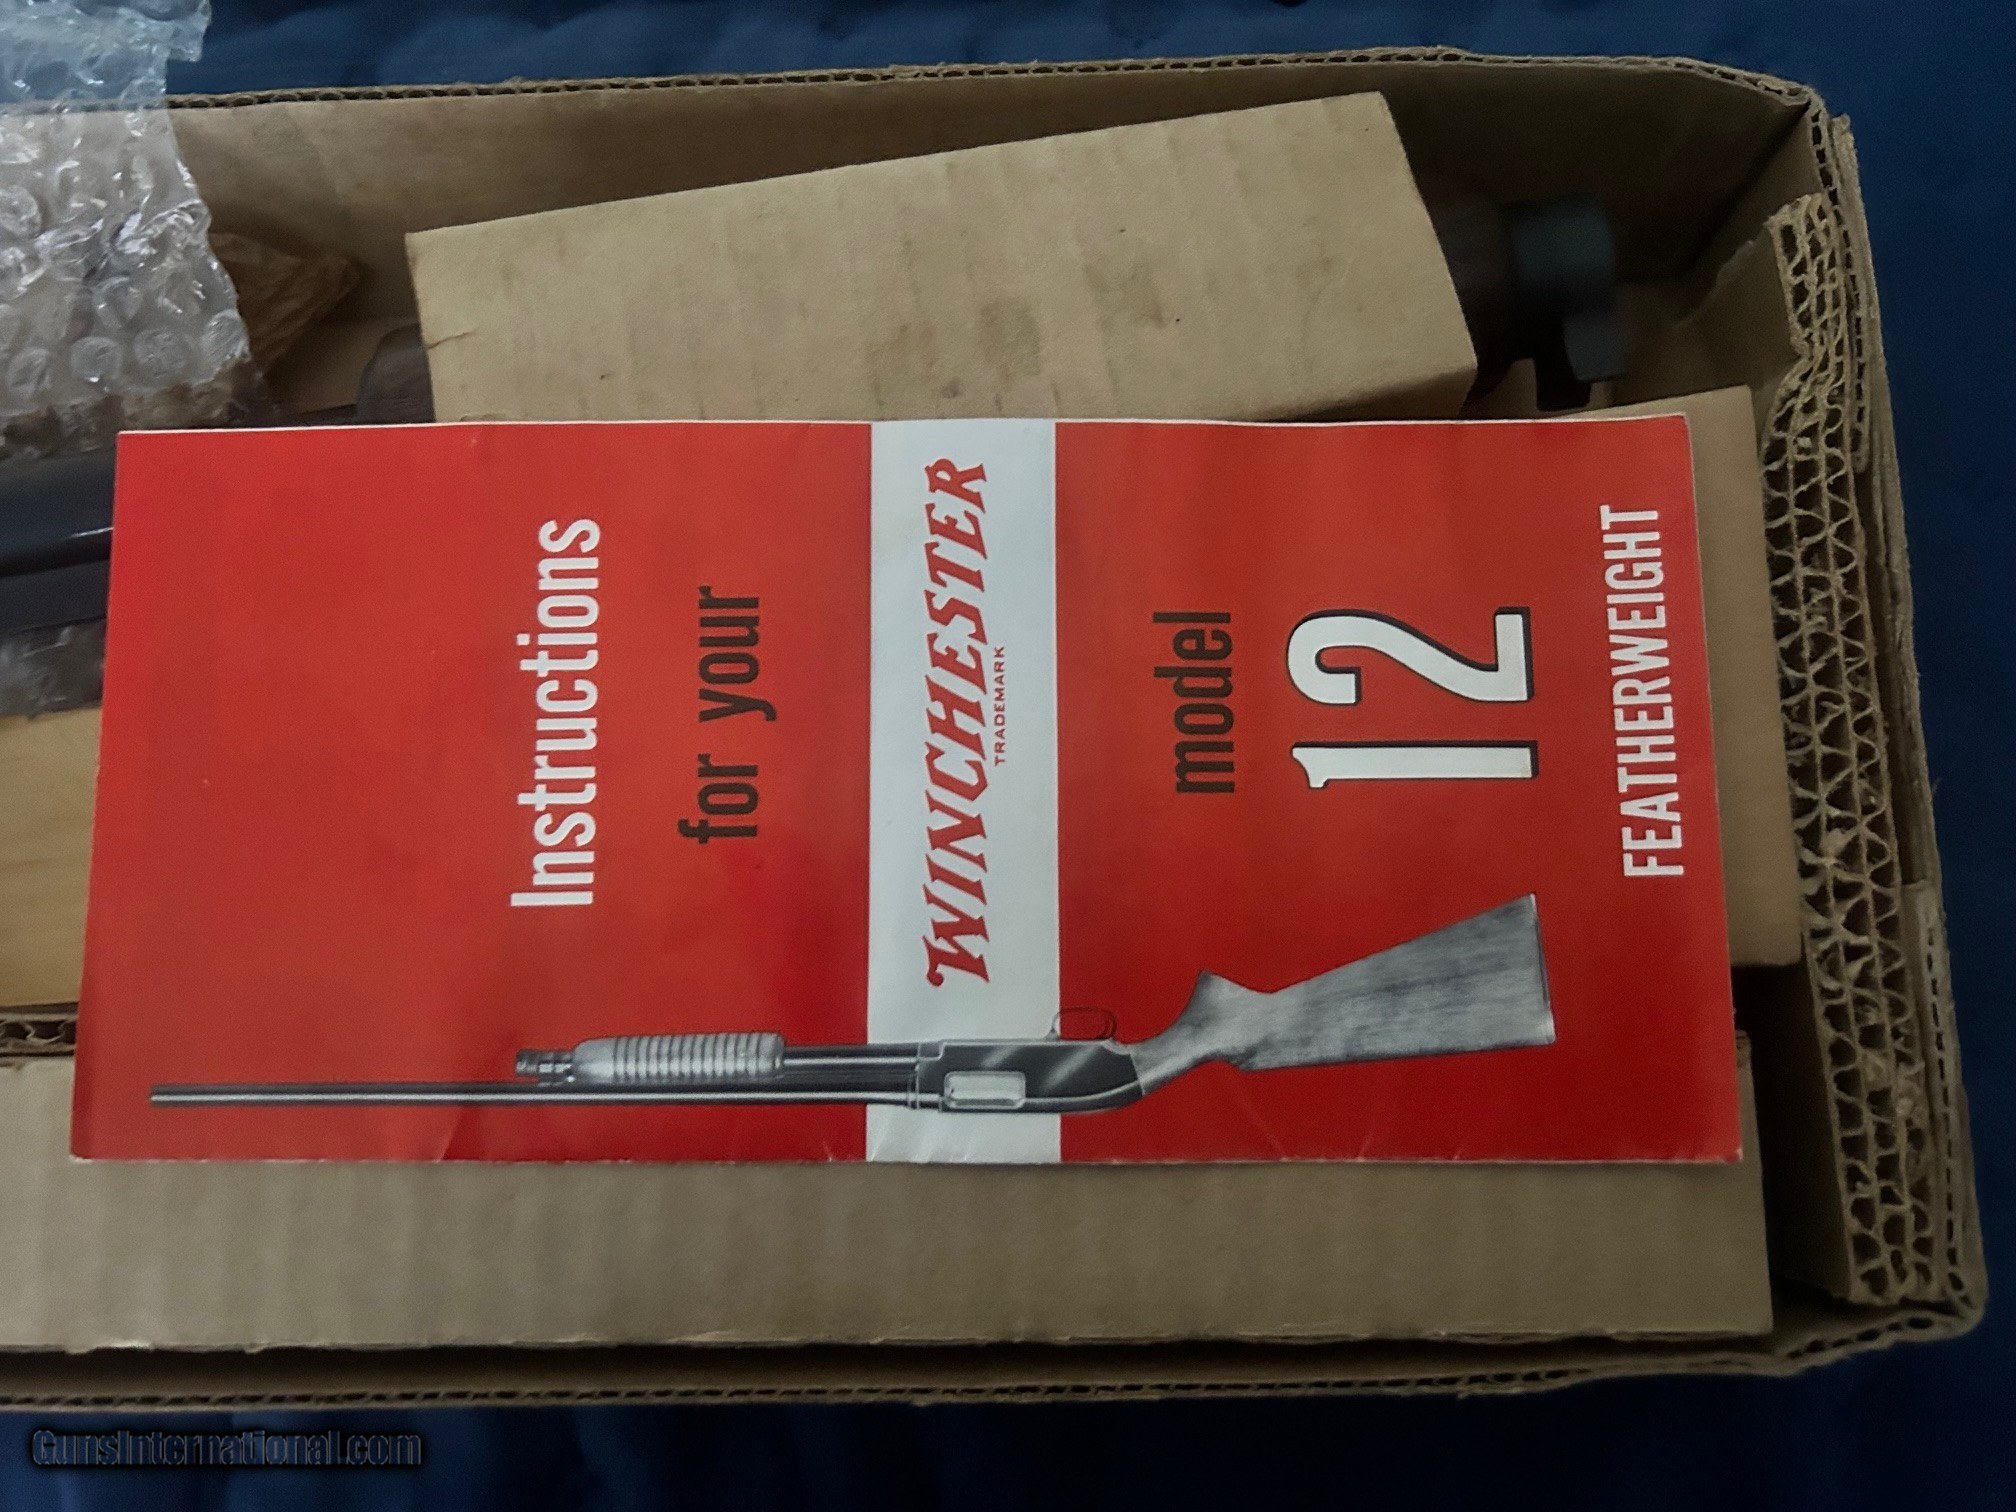 Instructions
for your
WINCHESTER
TRADEMARK
model
12
FEATHERWEIGHT
GunsInternational.com